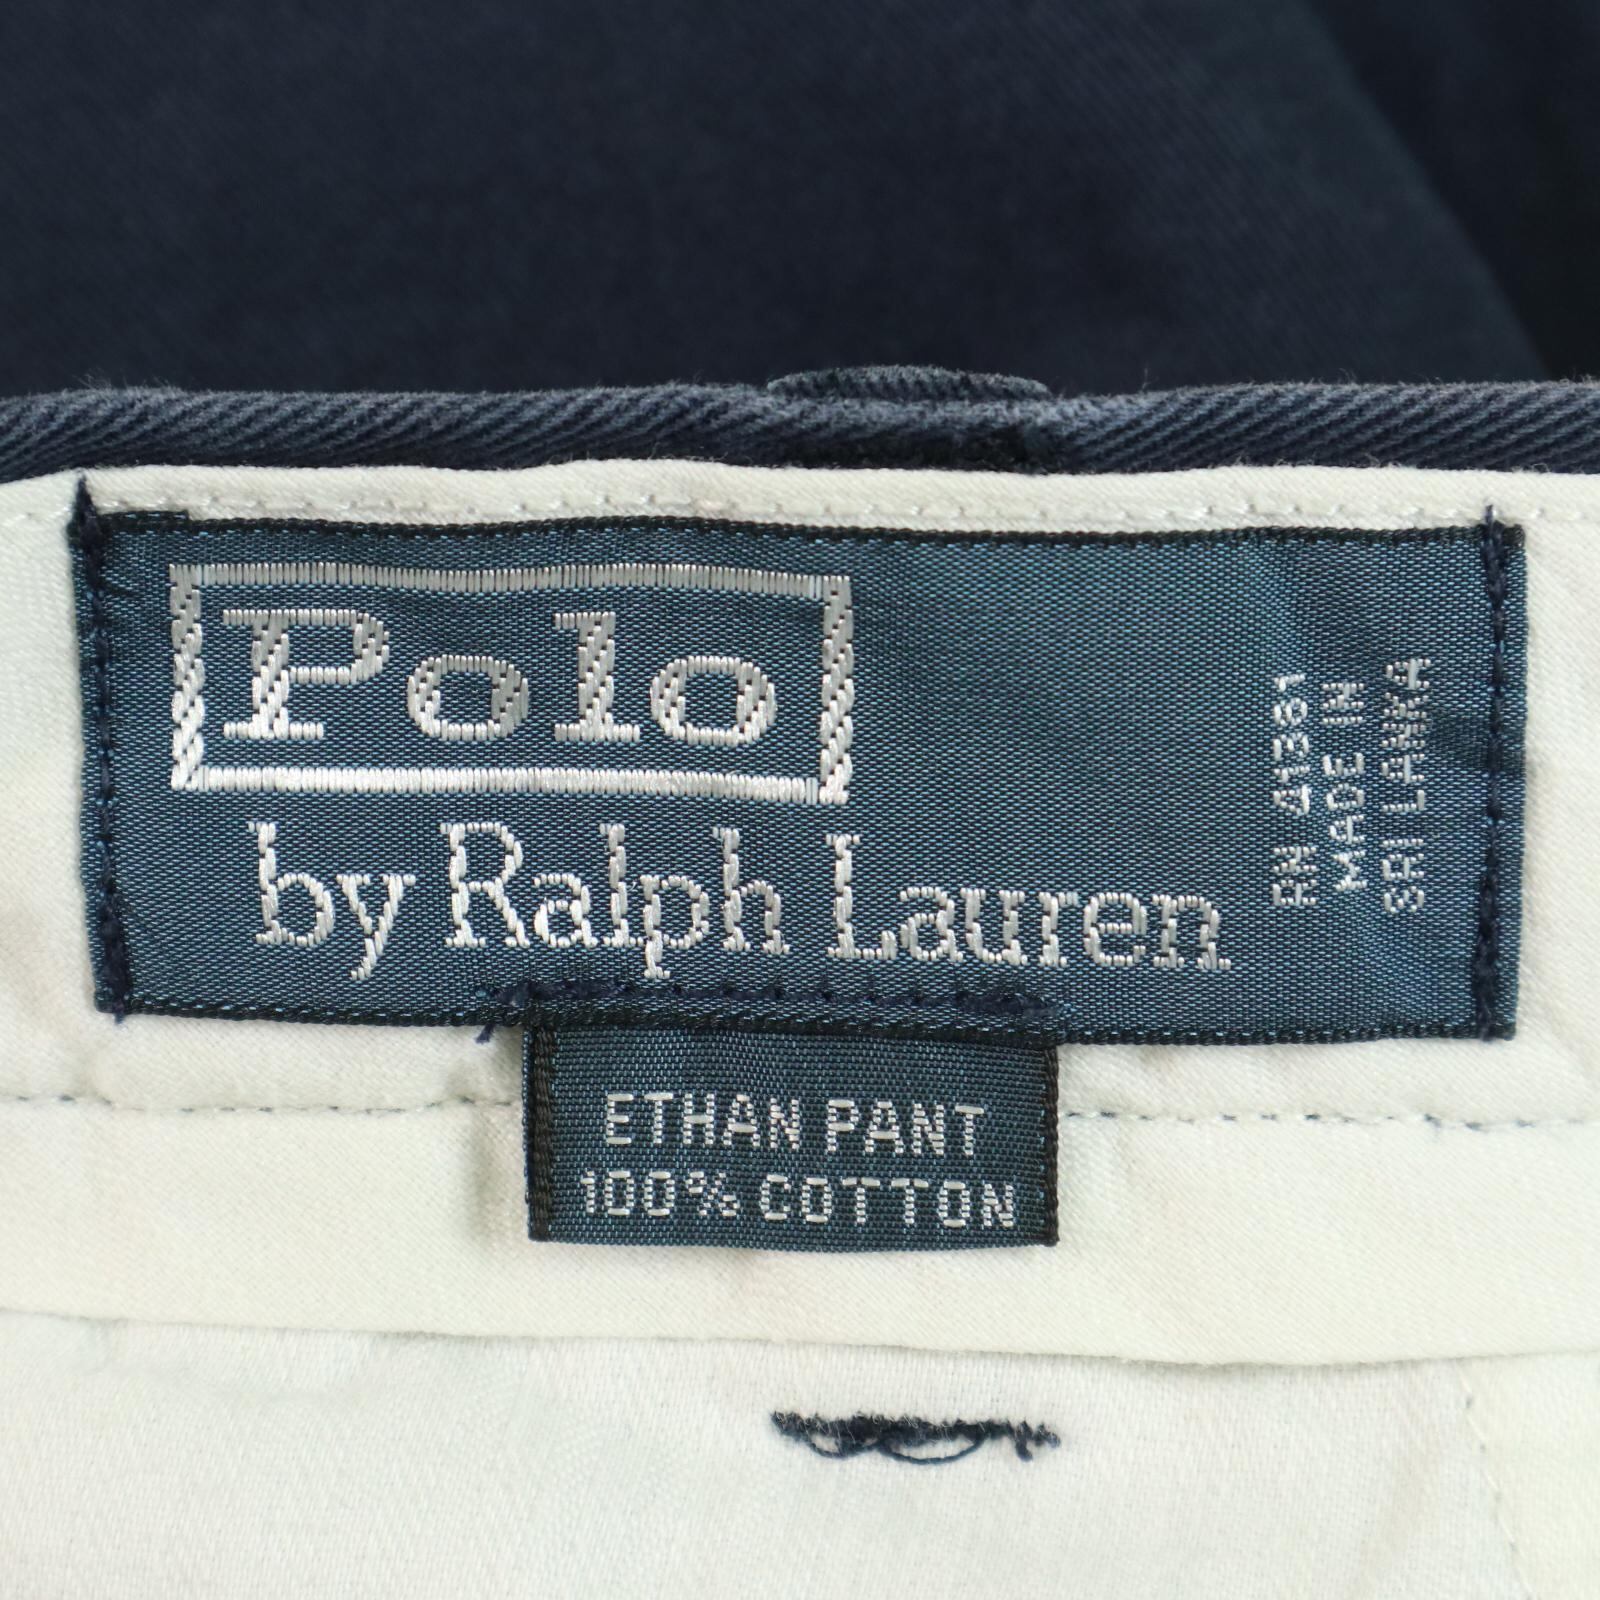 Polo
by Ralph Lauren
RN 41381
MADE IN
SRI LANKA
ETHAN PANT
100% COTTON